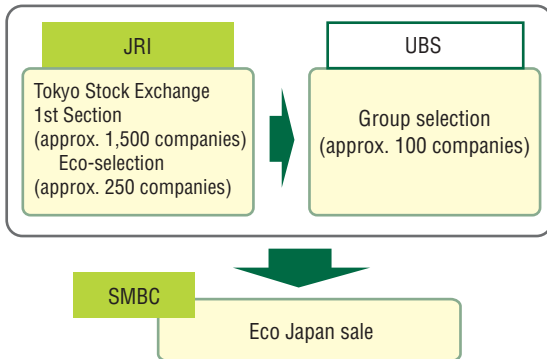 JRI
Tokyo Stock Exchange
1st Section
(approx. 1,500 companies)
Eco-selection
(approx. 250 companies)
UBS
Group selection
(approx. 100 companies)
SMBC
Eco Japan sale